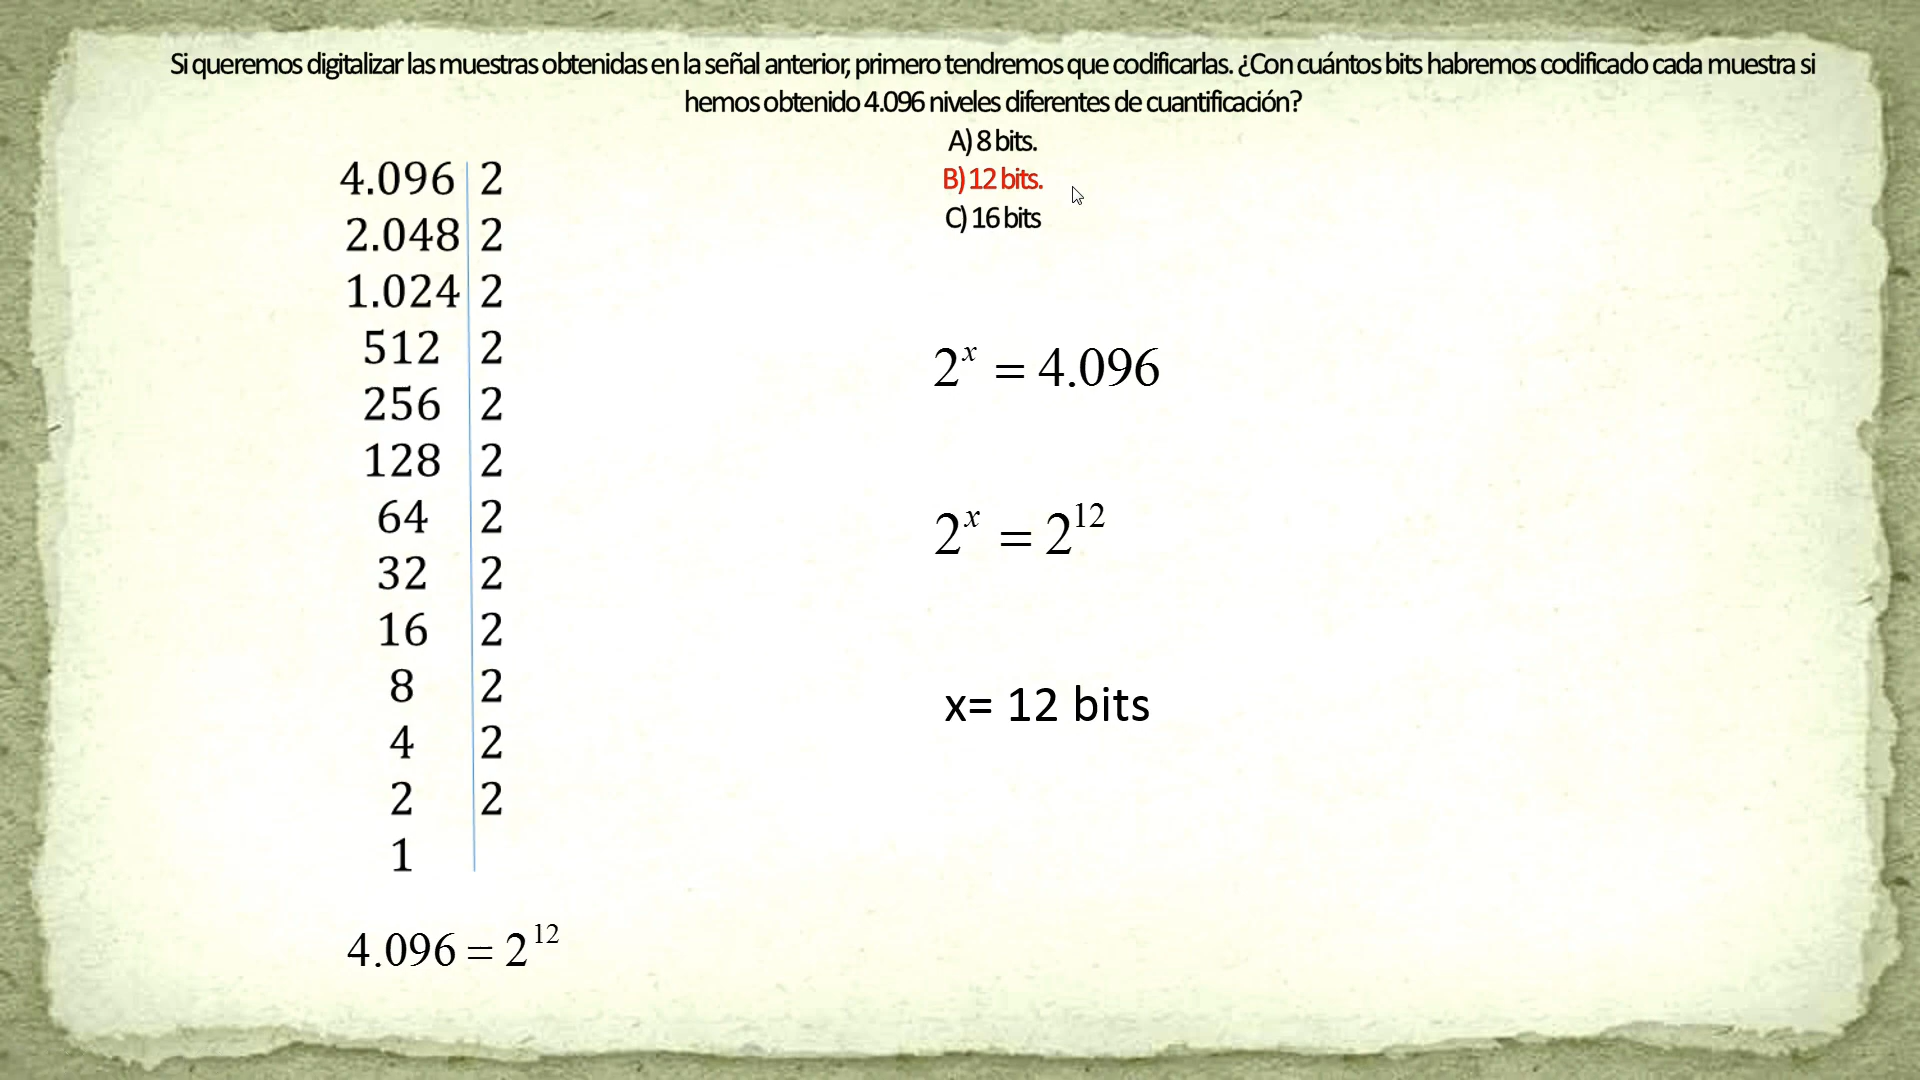 Si queremos digitalizar las muestras obtenidas en la señal anterior, primero tendremos que codificarlas. ¿Con cuántos bits habremos codificado cada muestra si
hemos obtenido 4.096 niveles diferentes de cuantificación?
A) 8 bits.
B) 12 bits.
C) 16 bits
4.096 2
2.048 2
1.024 2
512 2
256 2
128 2
64 2
32 2
16 2
8 2
4 2
2 2
1
4.096 = 2^12
2^x = 4.096
2^x = 2^12
x= 12 bits